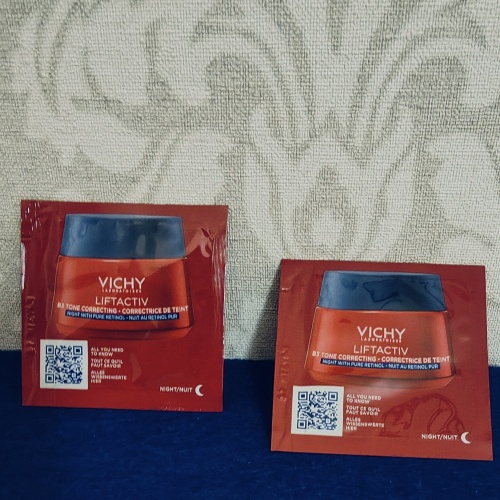 VICHY
LABORATOIRES
LIFTACTIV
B3 TONE CORRECTING - CORRECTRICE DE TEINT
NIGHT WITH PURE RETINOL - NUIT AU RETINOL PUR
ALL YOU NEED
TO KNOW
TOUT CE QU'IL
FAUT SAVOIR
ALLES
WISSENSWERTE
HIER
NIGHT/NUIT
VICHY
LABORATOIRES
LIFTACTIV
B3 TONE CORRECTING - CORRECTRICE DE TEINT
NIGHT WITH PURE RETINOL - NUIT AU RETINOL PUR
ALL YOU NEED
TO KNOW
TOUT CE QU'IL
FAUT SAVOIR
ALLES
WISSENSWERTE
HIER
NIGHT/NUIT